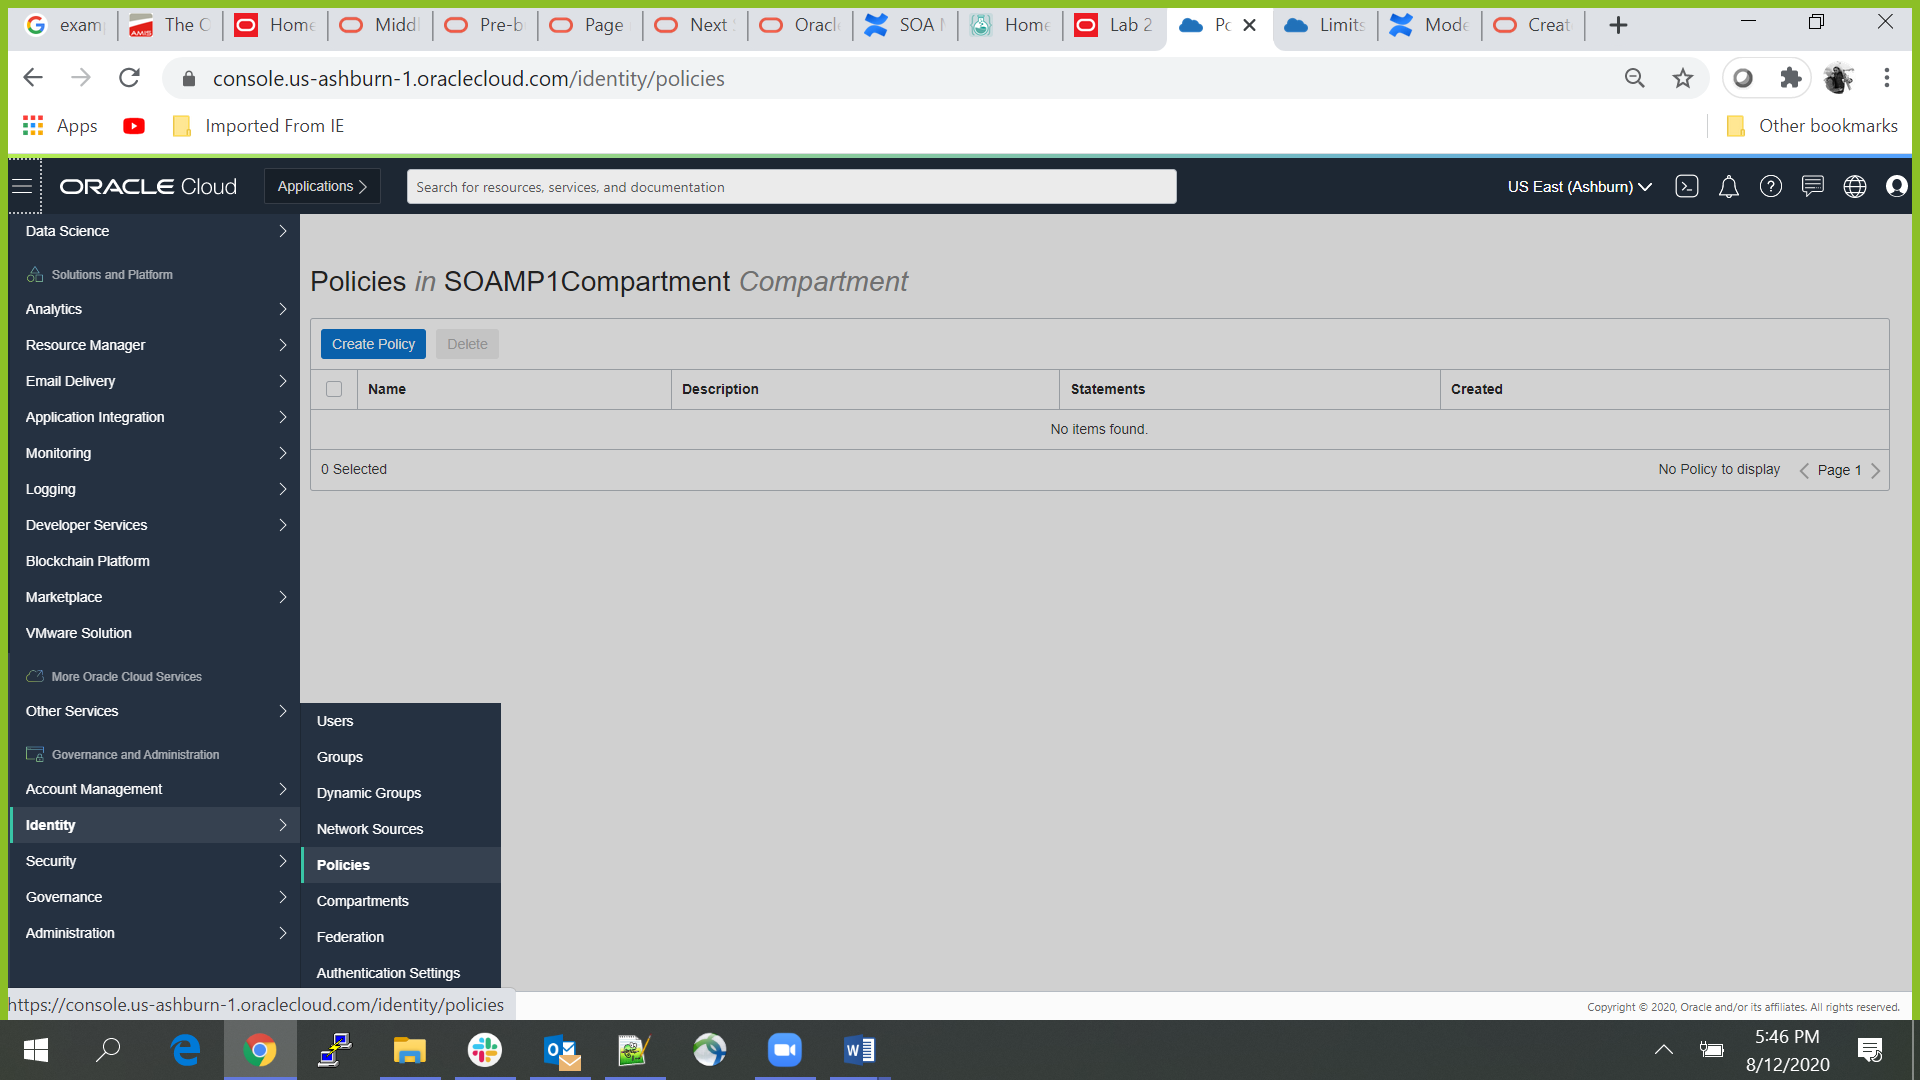 exam
The O
Home
Middl
Pre-b
Page
Next
Oracle
SOA
Home
Lab 2
Po
Limits
Mode
Creat
console.us-ashburn-1.oraclecloud.com/identity/policies
Apps
Imported From IE
Other bookmarks
ORACLE Cloud
Applications
Search for resources, services, and documentation
US East (Ashburn)
Data Science
Solutions and Platform
Analytics
Resource Manager
Email Delivery
Application Integration
Monitoring
Logging
Developer Services
Blockchain Platform
Marketplace
VMware Solution
More Oracle Cloud Services
Other Services
Governance and Administration
Account Management
Identity
Security
Governance
Administration
Users
Groups
Dynamic Groups
Network Sources
Policies
Compartments
Federation
Authentication Settings
Policies in SOAMP1Compartment Compartment
Create Policy
Delete
Name
Description
Statements
Created
No items found.
0 Selected
No Policy to display
Page 1
https://console.us-ashburn-1.oraclecloud.com/identity/policies
Copyright © 2020, Oracle and/or its affiliates. All rights reserved.
5:46 PM
8/12/2020